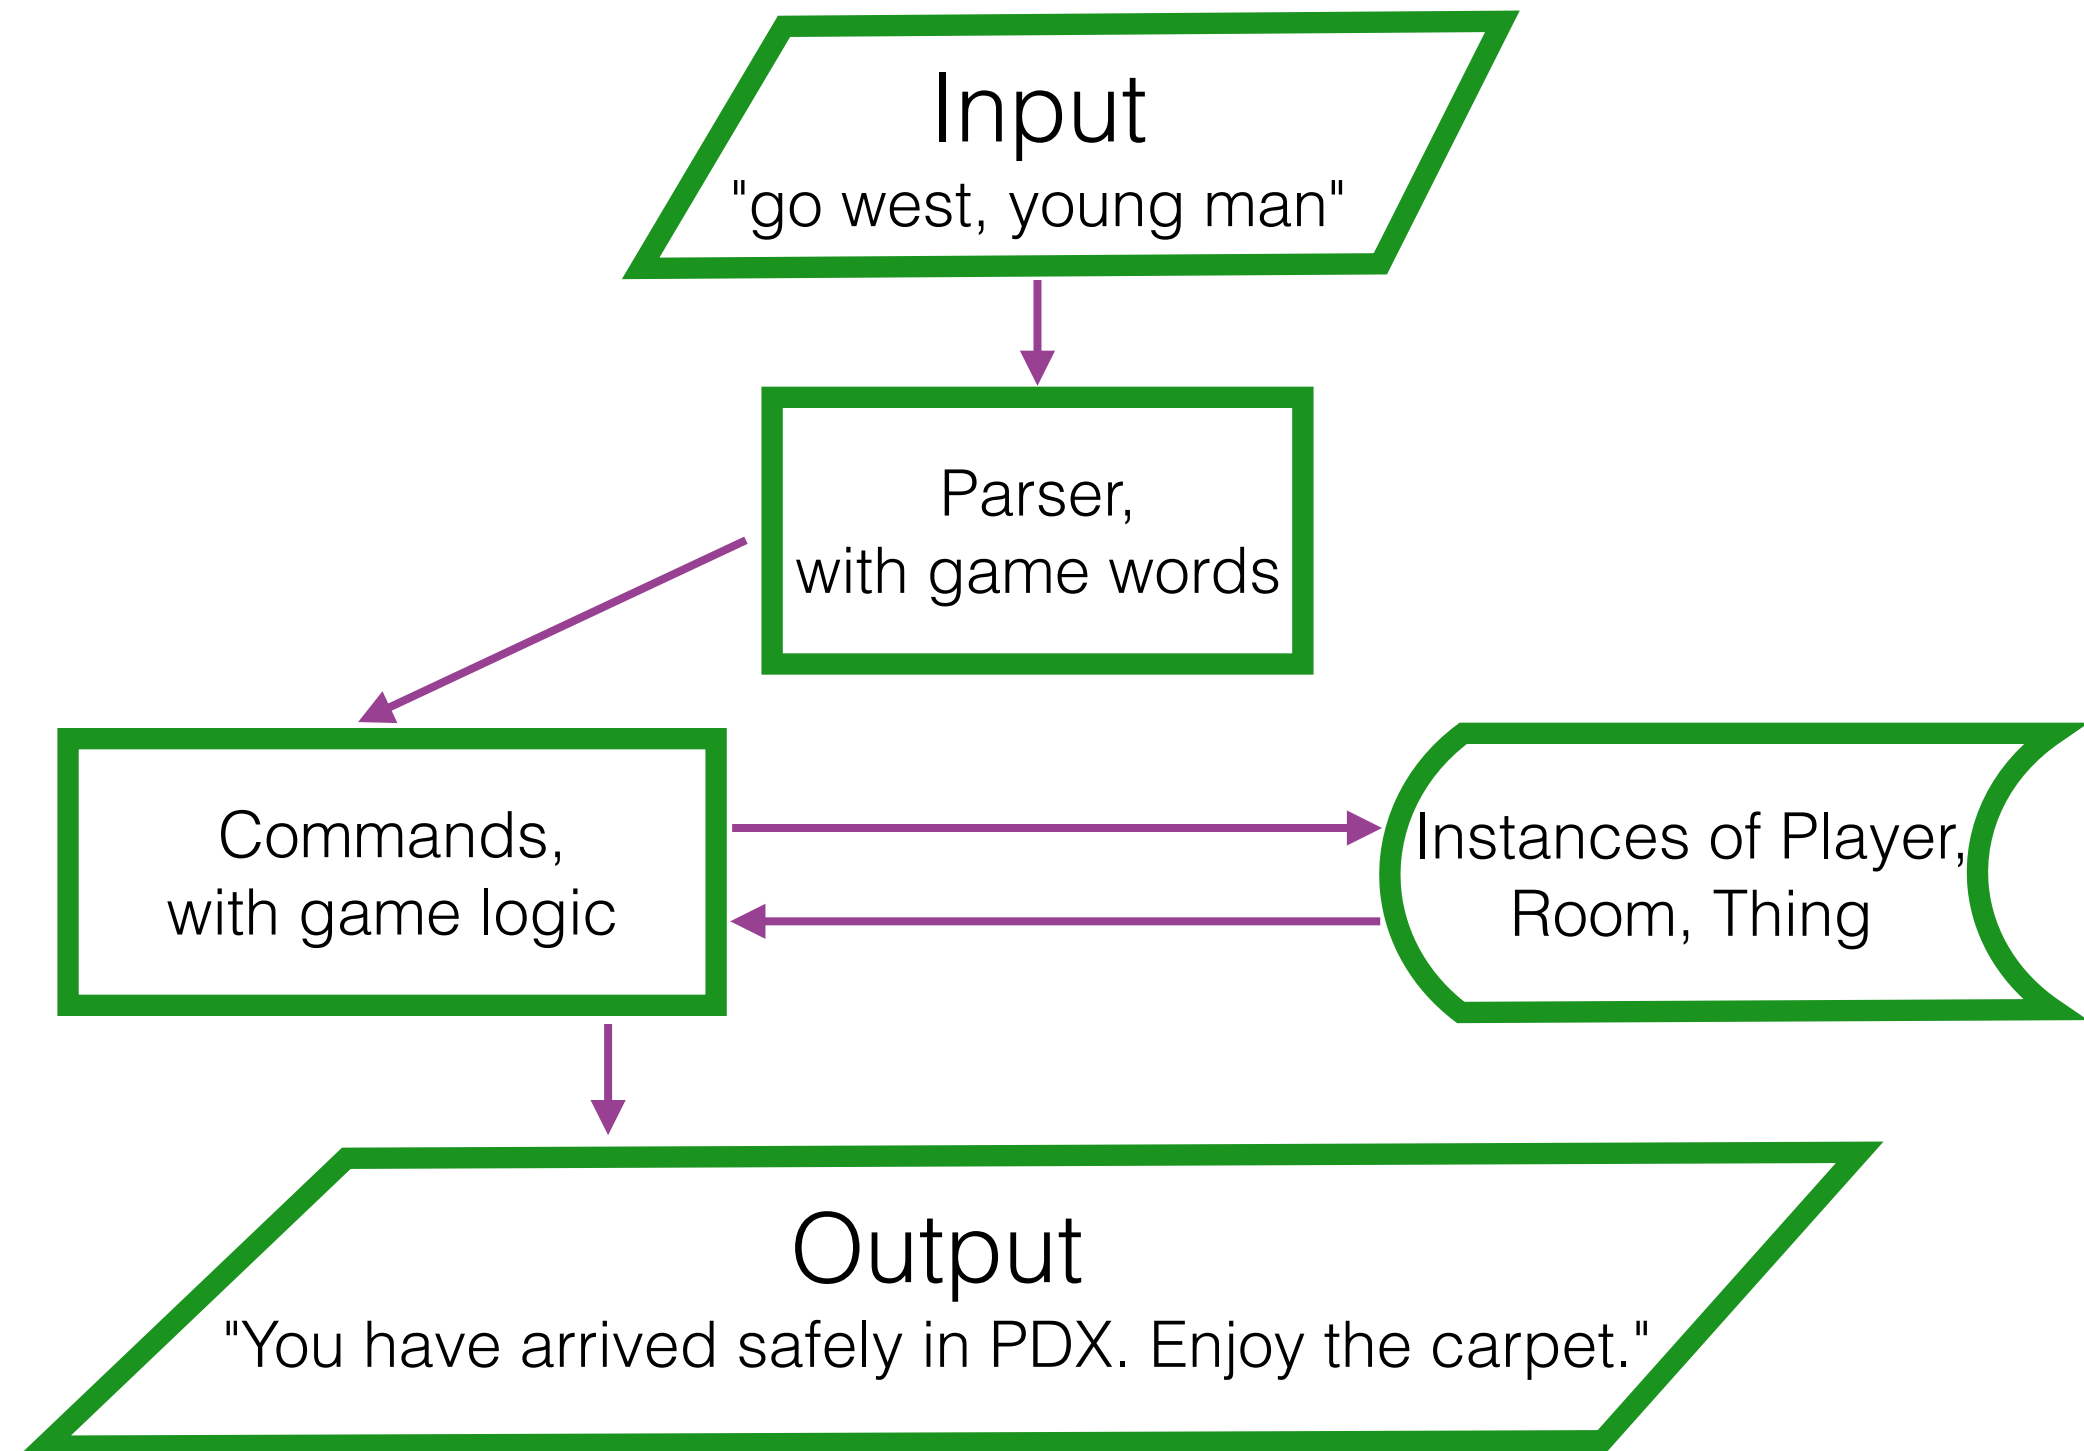 Input
"go west, young man"
Parser,
with game words
Commands,
with game logic
Instances of Player,
Room, Thing
Output
"You have arrived safely in PDX. Enjoy the carpet."